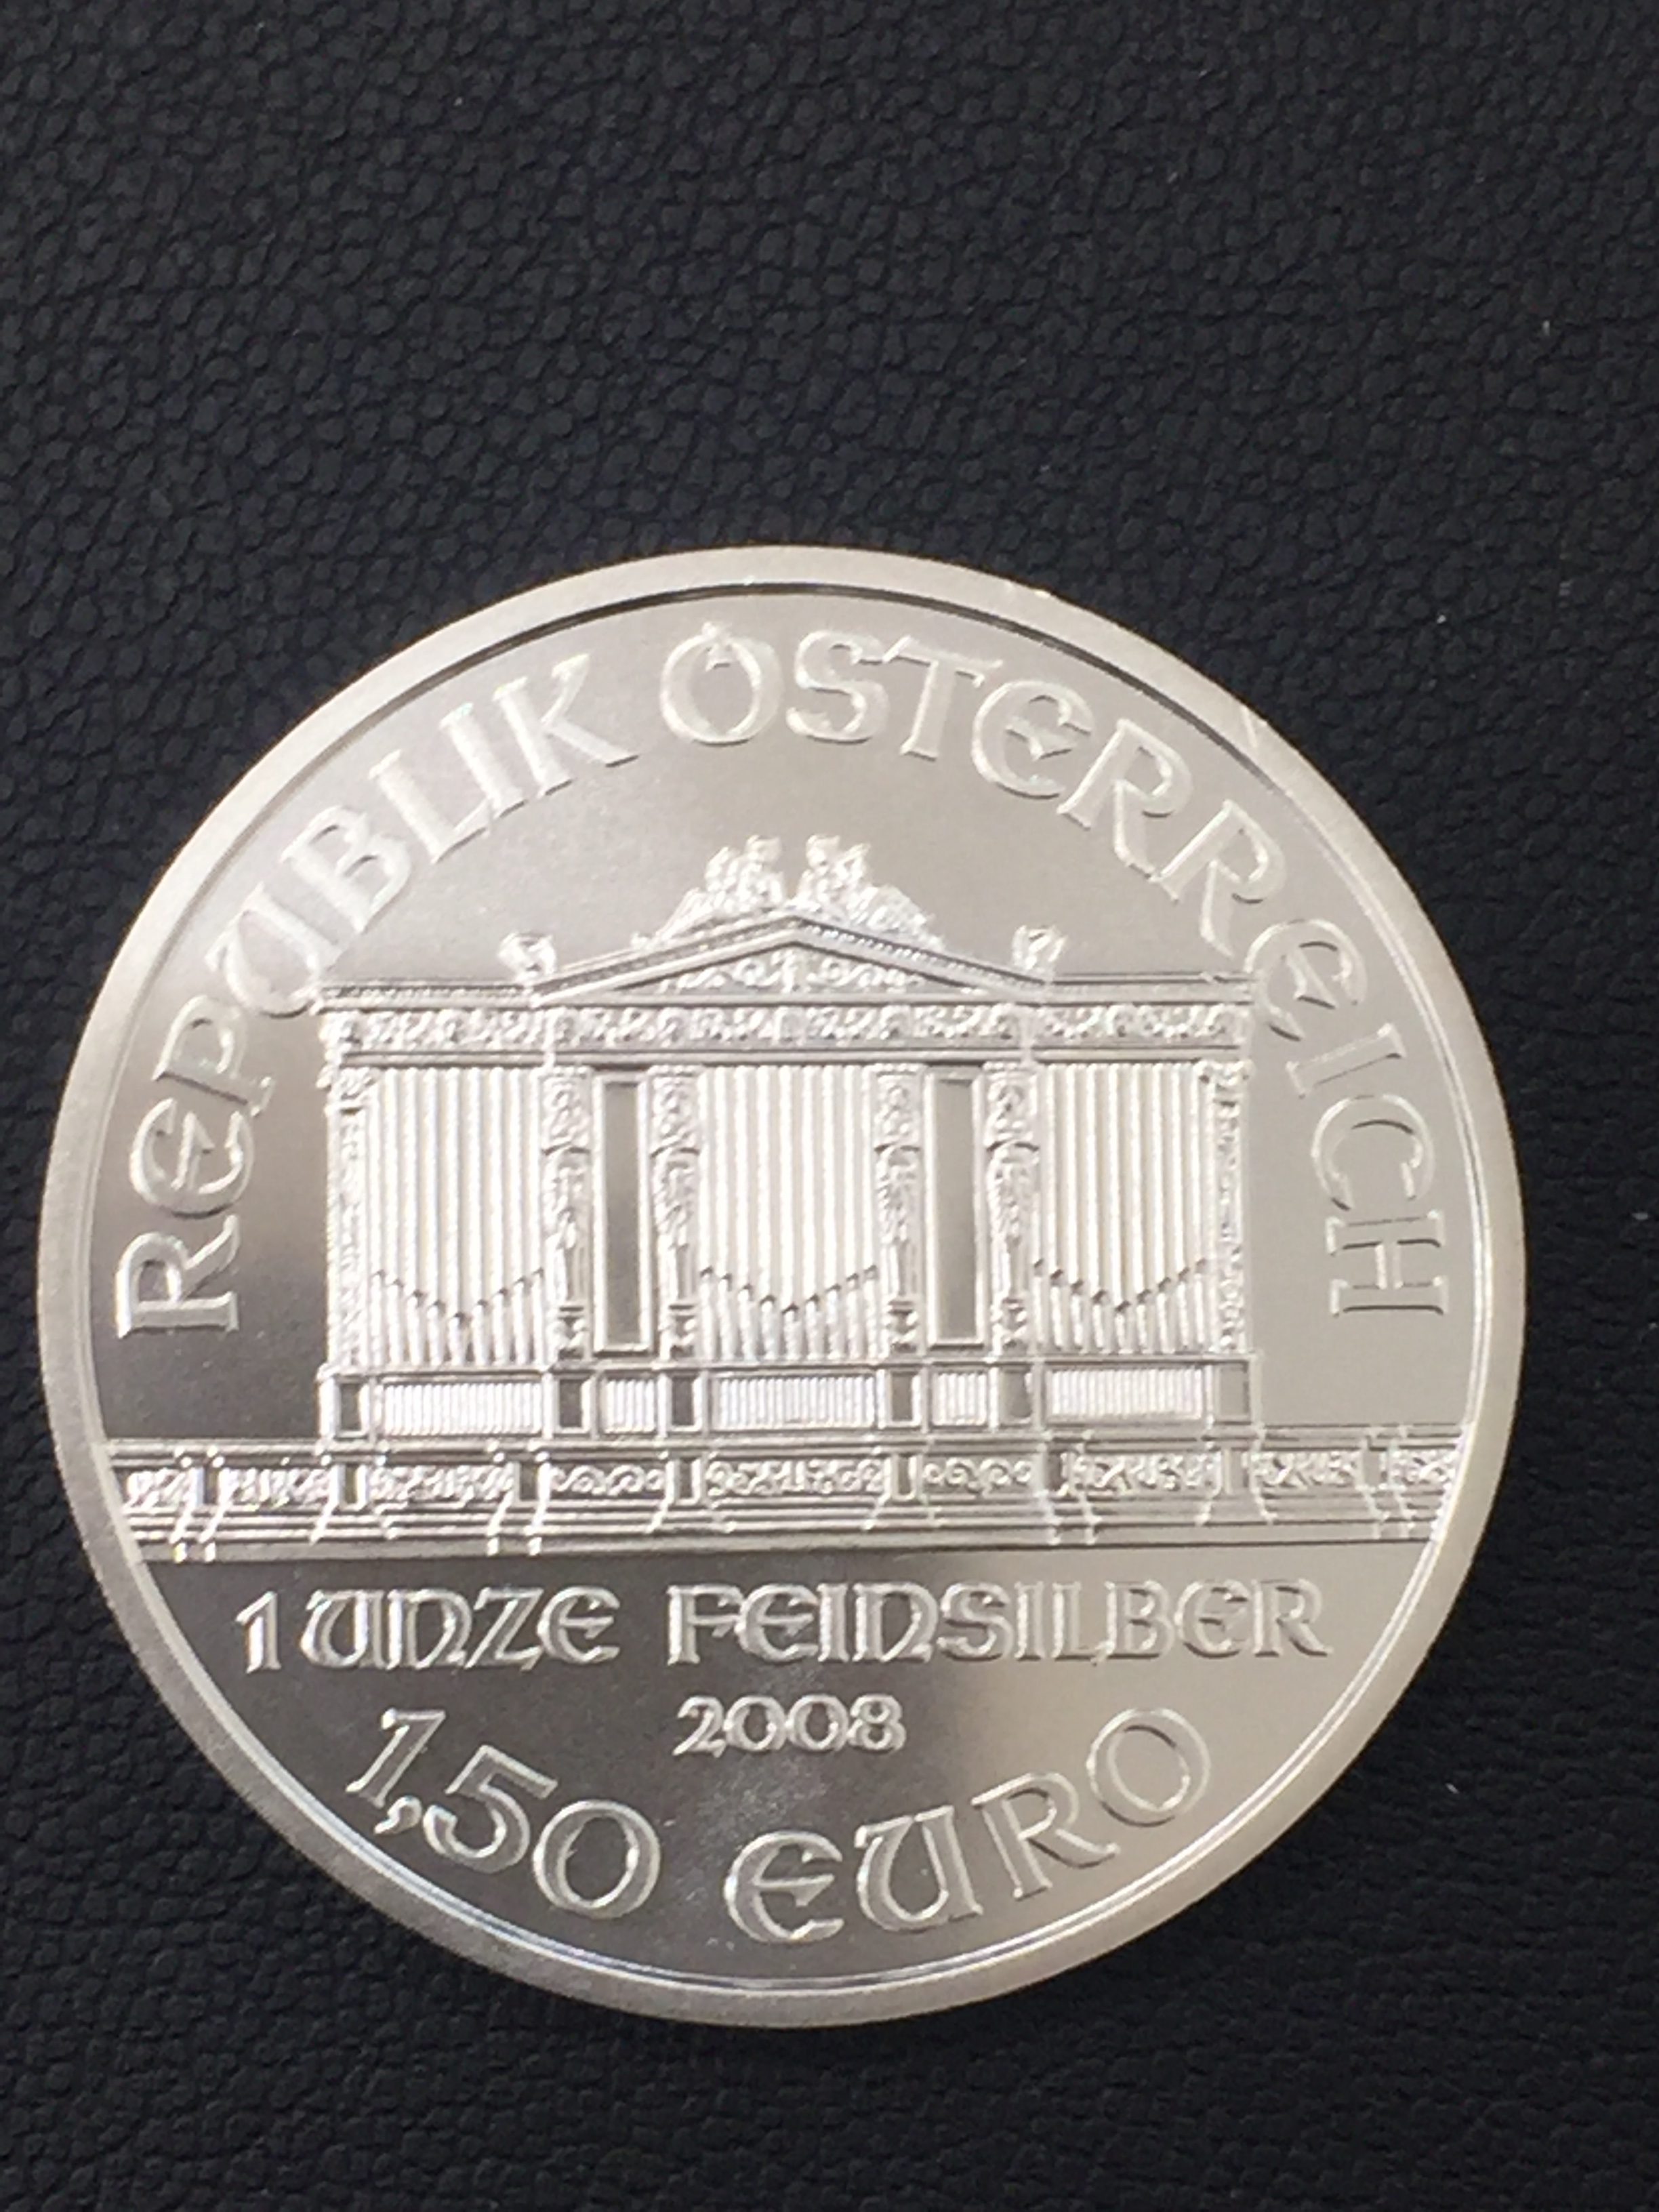 REPUBLIK ÖSTERREICH
1 UNZE FEINSILBER
2008
1,50 EURO